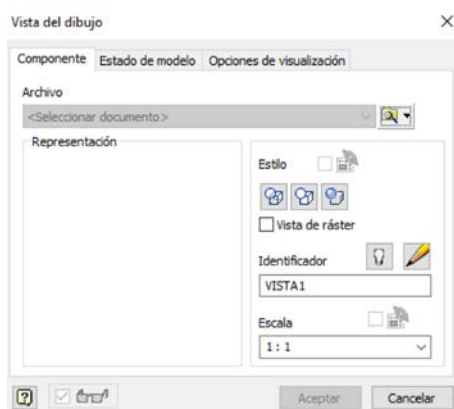 Vista del dibujo
Componente Estado de modelo Opciones de visualización
Archivo
<Seleccionar documento>
Representación
Estilo
Vista de ráster
Identificador
VISTA1
Escala
1 : 1
Aceptar Cancelar